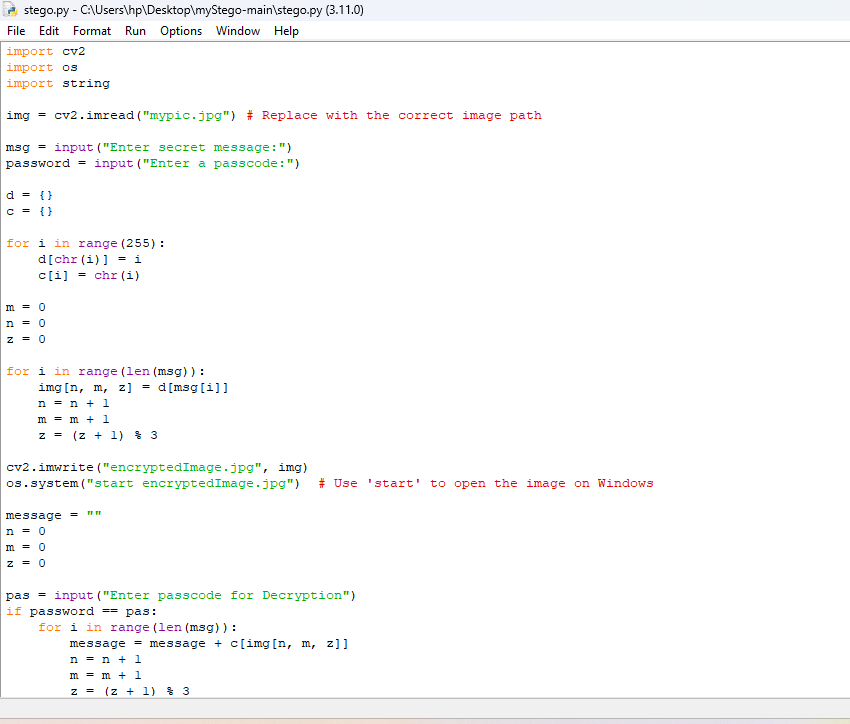 stego.py - C:\Users\hp\Desktop\myStego-main\stego.py (3.11.0)
File Edit Format Run Options Window Help
import cv2
import os
import string

img = cv2.imread("mypic.jpg") # Replace with the correct image path

msg = input("Enter secret message:")
password = input("Enter a passcode:")

d = {}
c = {}

for i in range(255):
    d[chr(i)] = i
    c[i] = chr(i)

m = 0
n = 0
z = 0

for i in range(len(msg)):
    img[n, m, z] = d[msg[i]]
    n = n + 1
    m = m + 1
    z = (z + 1) % 3

cv2.imwrite("encryptedImage.jpg", img)
os.system("start encryptedImage.jpg")  # Use 'start' to open the image on Windows

message = ""
n = 0
m = 0
z = 0

pas = input("Enter passcode for Decryption")
if password == pas:
    for i in range(len(msg)):
        message = message + c[img[n, m, z]]
        n = n + 1
        m = m + 1
        z = (z + 1) % 3